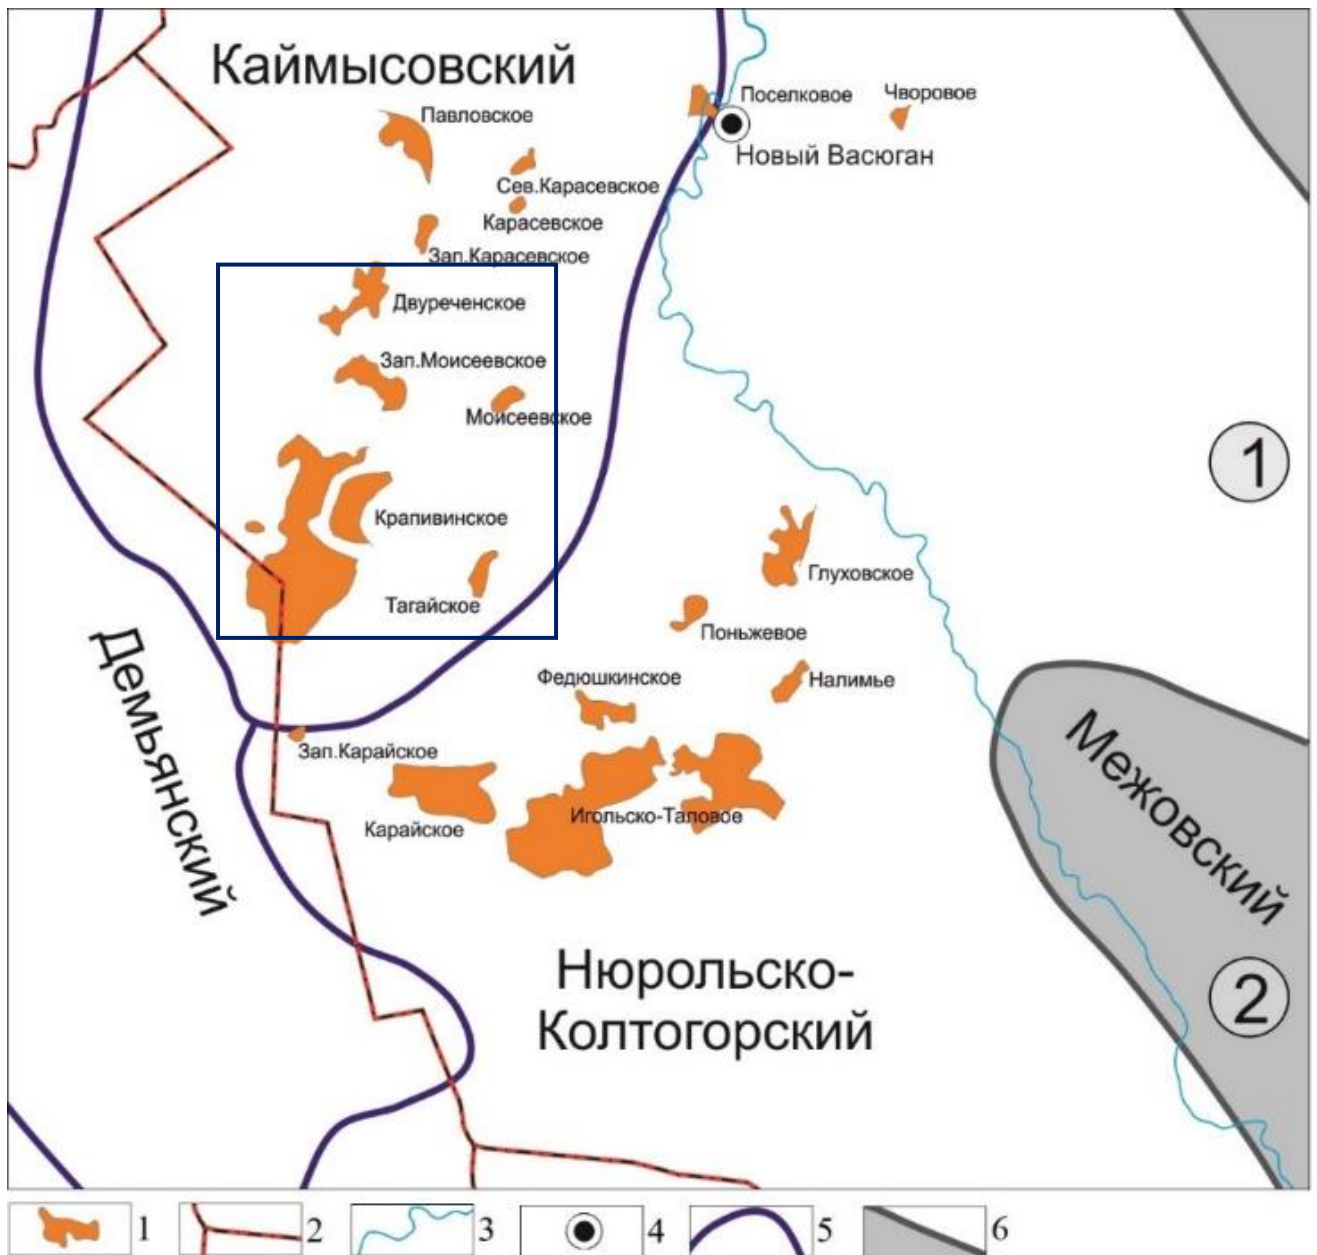 Каймысовский
Павловское
Поселковое
Чворовое
Новый Васюган
Сев.Карасевское
Карасевское
Зап.Карасевское
Двуреченское
Зап.Моисеевское
Моисеевское
1
Крапивинское
Глуховское
Тагайское
Поньжевое
Демьянский
Федюшкинское
Налимье
Зап.Карайское
Межовский
Карайское
Игольско-Таловое
Нюрольско-
Колтогорский
2
1
2
3
4
5
6